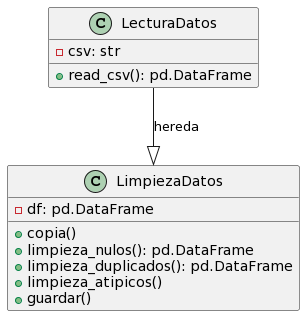 C LecturaDatos
csv: str
read_csv(): pd.DataFrame
hereda
C LimpiezaDatos
df: pd.DataFrame
copia()
limpieza_nulos(): pd.DataFrame
limpieza_duplicados(): pd.DataFrame
limpieza_atipicos()
guardar()